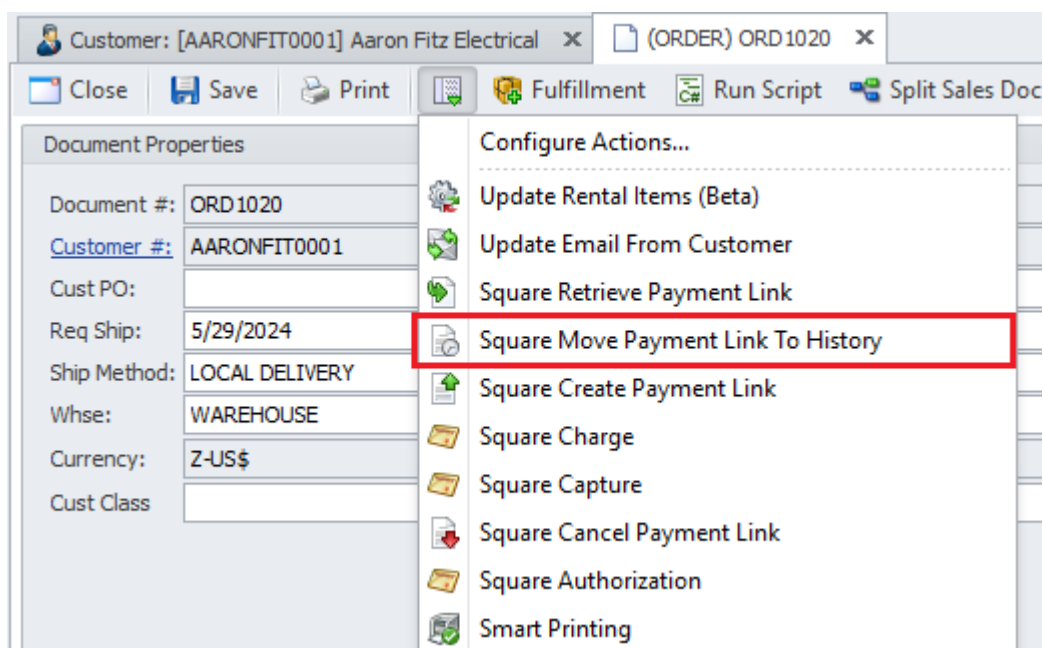 Customer: [AARONFIT0001] Aaron Fitz Electrical
(ORDER) ORD1020
Close Save Print Fulfillment C# Run Script Split Sales Doc
Document Properties
Document #: ORD1020
Customer #: AARONFIT0001
Cust PO:
Req Ship: 5/29/2024
Ship Method: LOCAL DELIVERY
Whse: WAREHOUSE
Currency: Z-US$
Cust Class
Configure Actions...
Update Rental Items (Beta)
Update Email From Customer
Square Retrieve Payment Link
Square Move Payment Link To History
Square Create Payment Link
Square Charge
Square Capture
Square Cancel Payment Link
Square Authorization
Smart Printing